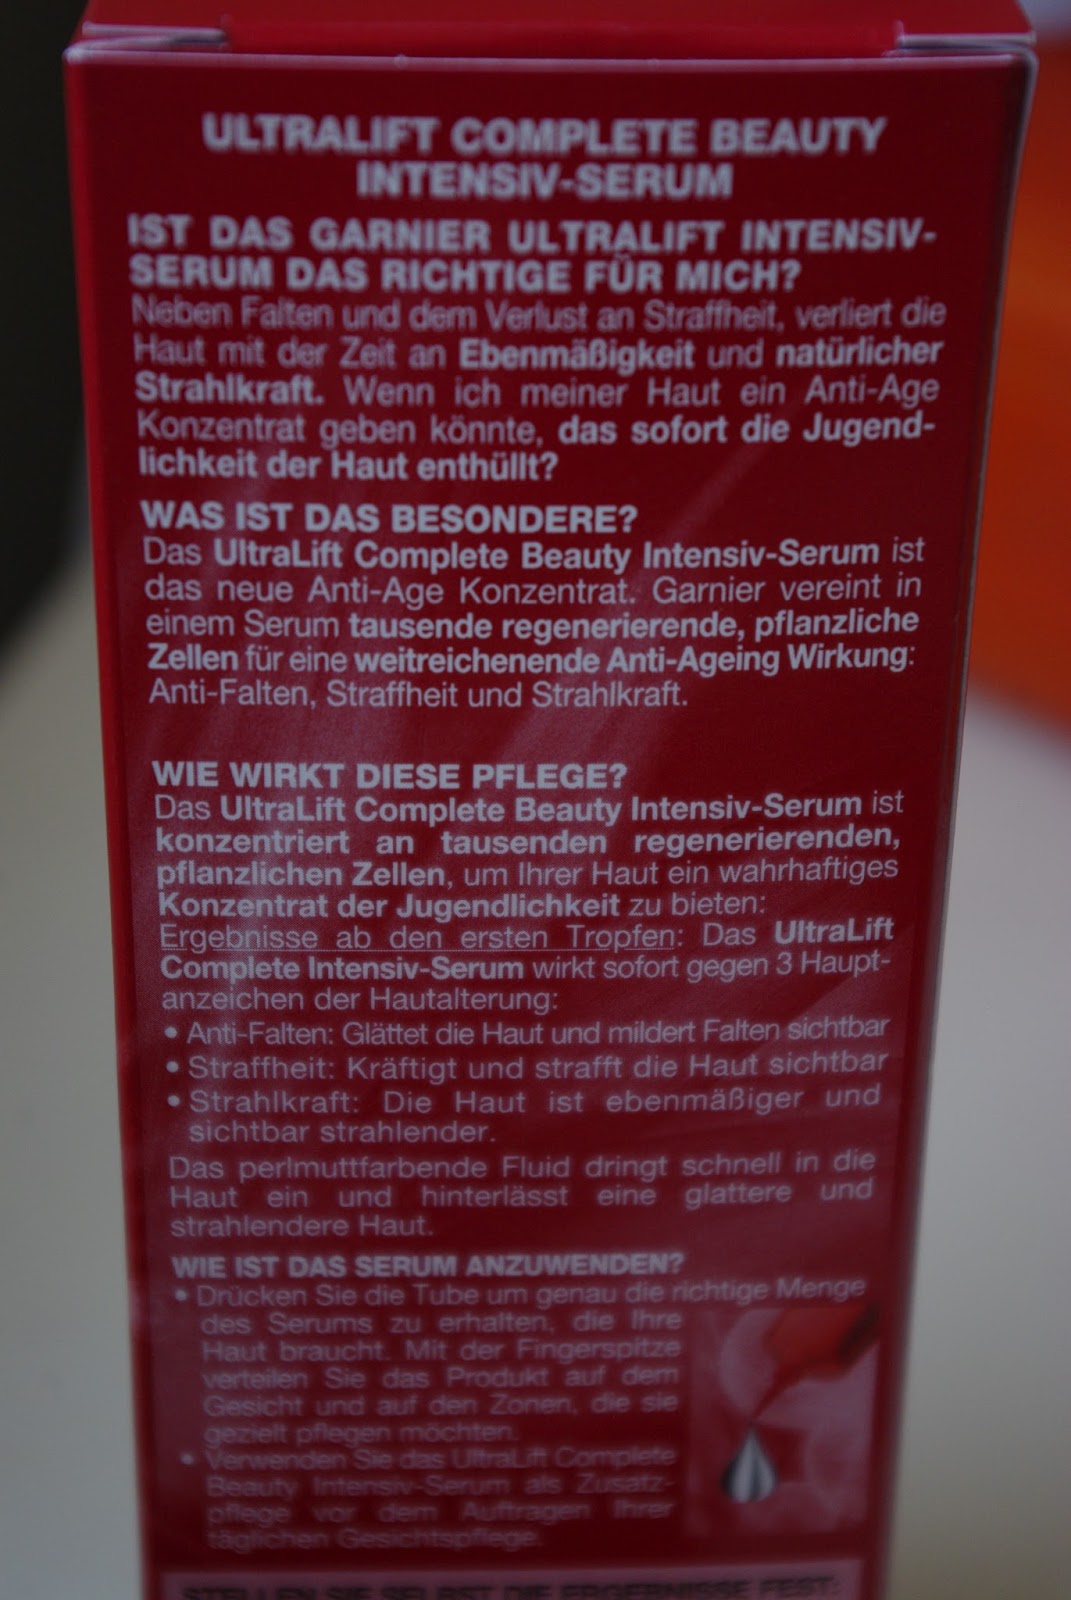 ULTRALIFT COMPLETE BEAUTY
INTENSIV-SERUM
IST DAS GARNIER ULTRALIFT INTENSIV-
SERUM DAS RICHTIGE FÜR MICH?
Neben Falten und dem Verlust an Straffheit, verliert die
Haut mit der Zeit an Ebenmäßigkeit und natürlicher
Strahlkraft. Wenn ich meiner Haut ein Anti-Age
Konzentrat geben könnte, das sofort die Jugend-
lichkeit der Haut enthüllt?
WAS IST DAS BESONDERE?
Das UltraLift Complete Beauty Intensiv-Serum ist
das neue Anti-Age Konzentrat. Garnier vereint in
einem Serum tausende regenerierende, pflanzliche
Zellen für eine weitreichenende Anti-Ageing Wirkung:
Anti-Falten, Straffheit und Strahlkraft.
WIE WIRKT DIESE PFLEGE?
Das UltraLift Complete Beauty Intensiv-Serum ist
konzentriert an tausenden regenerierenden,
pflanzlichen Zellen, um Ihrer Haut ein wahrhaftiges
Konzentrat der Jugendlichkeit zu bieten:
Ergebnisse ab den ersten Tropfen: Das UltraLift
Complete Intensiv-Serum wirkt sofort gegen 3 Haupt-
anzeichen der Hautalterung:
• Anti-Falten: Glättet die Haut und mildert Falten sichtbar
• Straffheit: Kräftigt und strafft die Haut sichtbar
• Strahlkraft: Die Haut ist ebenmäßiger und
sichtbar strahlender.
Das perlmuttfarbende Fluid dringt schnell in die
Haut ein und hinterlässt eine glattere und
strahlendere Haut.
WIE IST DAS SERUM ANZUWENDEN?
• Drücken Sie die Tube um genau die richtige Menge
des Serums zu erhalten, die Ihre
Haut braucht. Mit der Fingerspitze
verteilen Sie das Produkt auf dem
Gesicht und auf den Zonen, die sie
gezielt pflegen möchten.
• Verwenden Sie das UltraLift Complete
Beauty Intensiv-Serum als Zusatz-
pflege vor dem Auftragen Ihrer
täglichen Gesichtspflege.
STELLEN SIE SELBST DIE ERGEBNISSE FEST: